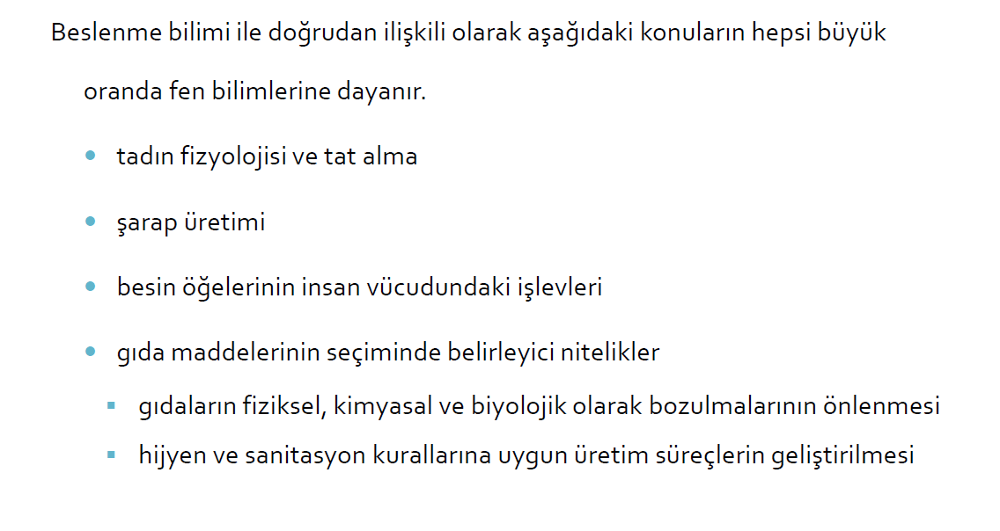 Beslenme bilimi ile doğrudan ilişkili olarak aşağıdaki konuların hepsi büyük
oranda fen bilimlerine dayanır.
• tadın fizyolojisi ve tat alma
• şarap üretimi
• besin öğelerinin insan vücudundaki işlevleri
• gıda maddelerinin seçiminde belirleyici nitelikler
▪ gıdaların fiziksel, kimyasal ve biyolojik olarak bozulmalarının önlenmesi
▪ hijyen ve sanitasyon kurallarına uygun üretim süreçlerin geliştirilmesi